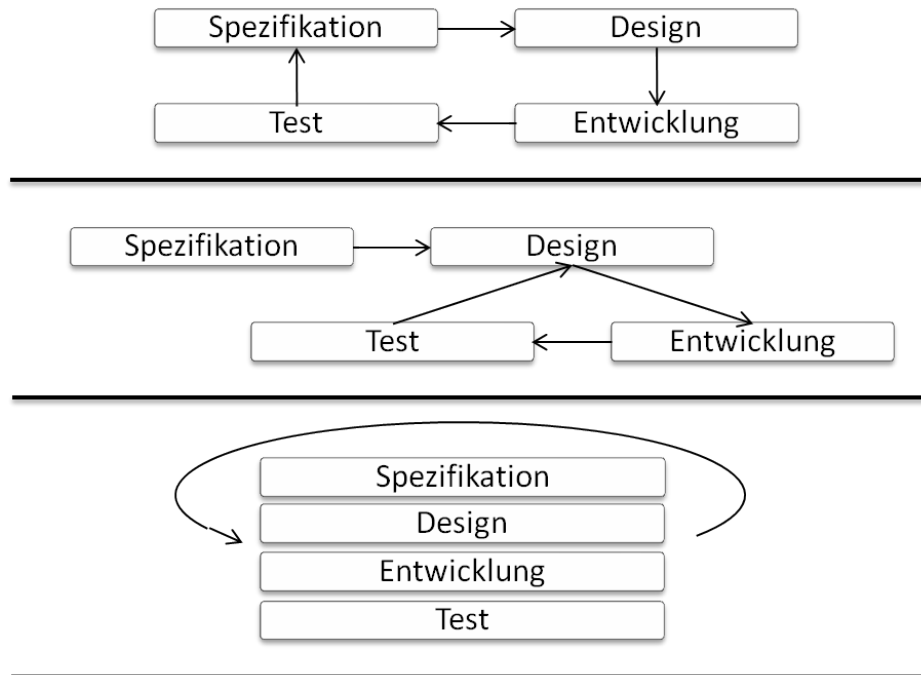 Spezifikation
Design
Test
Entwicklung
Spezifikation
Design
Test
Entwicklung
Spezifikation
Design
Entwicklung
Test